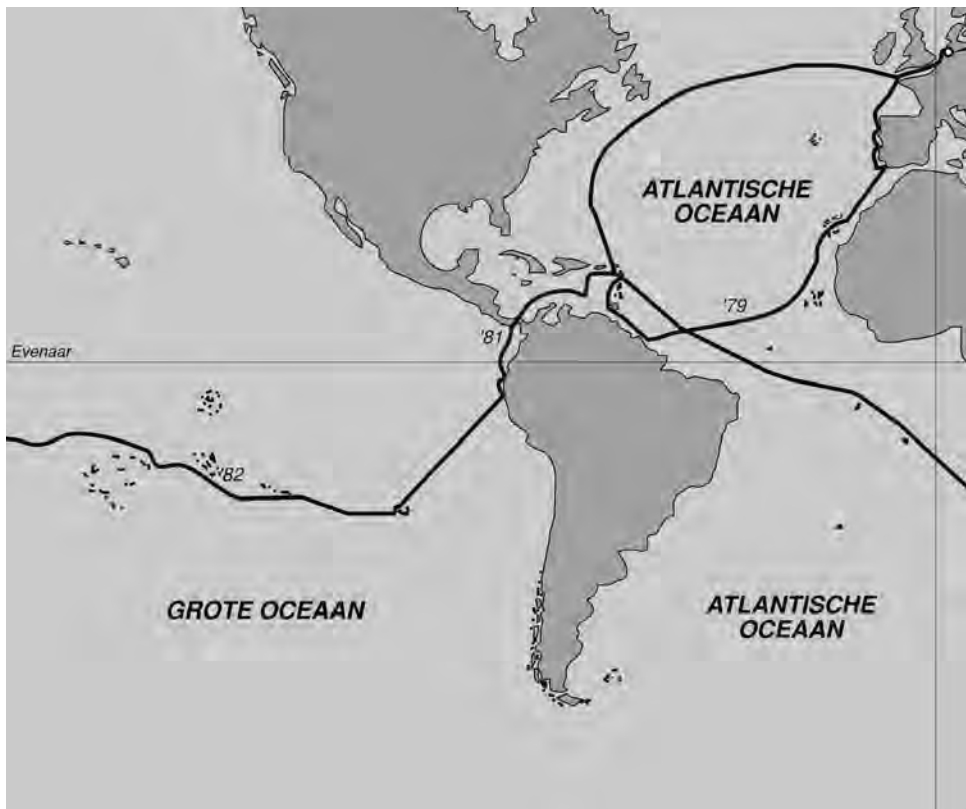 ATLANTISCHE
OCEAAN
'79
'81
Evenaar
'82
GROTE OCEAAN
ATLANTISCHE
OCEAAN